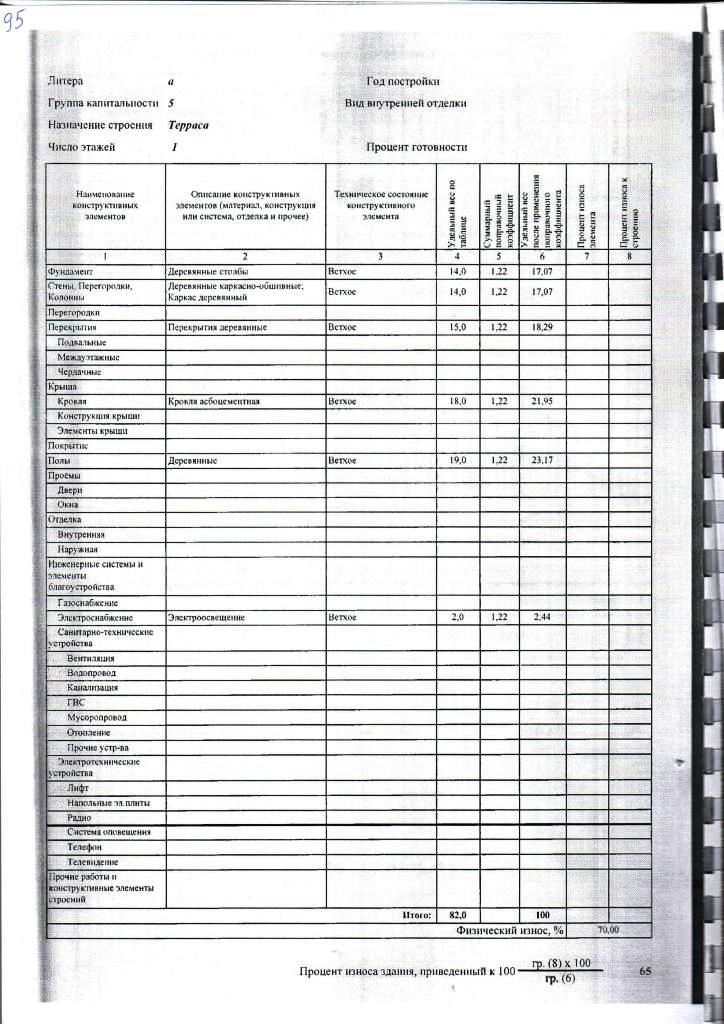 95
Литера а Год постройки
Группа капитальности 5 Вид внутренней отделки
Назначение строения Терраса
Число этажей 1 Процент готовности
Наименование конструктивных элементов
Описание конструктивных элементов (материал, конструкция или система, отделка и прочее)
Техническое состояние конструктивного элемента
Удельный вес по таблице
Суммарный поправочный коэффициент
Удельный вес после применения поправочного коэффициента
Процент износа элемента
Процент износа к строению
1 2 3 4 5 6 7 8
Фундамент Деревянные столбы Ветхое 14,0 1,22 17,07
Стены, Перегородки, Колонны Деревянные каркасно-обшивные; Каркас деревянный Ветхое 14,0 1,22 17,07
Перегородки
Перекрытия Перекрытия деревянные Ветхое 15,0 1,22 18,29
Подвальные
Междуэтажные
Чердачные
Крыша
Кровля Кровля асбоцементная Ветхое 18,0 1,22 21,95
Конструкция крыши
Элементы крыши
Покрытие
Полы Деревянные Ветхое 19,0 1,22 23,17
Проёмы
Двери
Окна
Отделка
Внутренняя
Наружная
Инженерные системы и
элементы
благоустройства
Газоснабжение
Электроснабжение Электроосвещение Ветхое 2,0 1,22 2,44
Санитарно-технические
устройства
Вентиляция
Водопровод
Канализация
ГВС
Мусоропровод
Отопление
Прочие устр-ва
Электротехнические
устройства
Лифт
Напольные эл.плиты
Радио
Система оповещения
Телефон
Телевидение
Прочие работы и
конструктивные элементы
строений
Итого: 82,0 100
Физический износ, % 70,00
гр. (8) x 100
Процент износа здания, приведенный к 100 65
гр. (6)